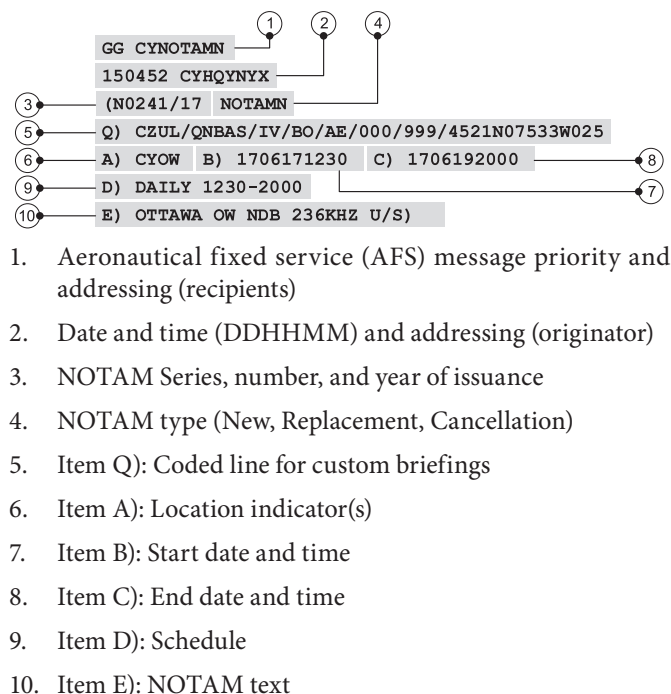 1 2 4
GG CYNOTAMN
150452 CYHQYNYX
3 (N0241/17 NOTAMN
5 Q) CZUL/QNBAS/IV/BO/AE/000/999/4521N07533W025
6 A) CYOW B) 1706171230 C) 1706192000 8
9 D) DAILY 1230-2000 7
10 E) OTTAWA OW NDB 236KHZ U/S)
1. Aeronautical fixed service (AFS) message priority and
addressing (recipients)
2. Date and time (DDHHMM) and addressing (originator)
3. NOTAM Series, number, and year of issuance
4. NOTAM type (New, Replacement, Cancellation)
5. Item Q): Coded line for custom briefings
6. Item A): Location indicator(s)
7. Item B): Start date and time
8. Item C): End date and time
9. Item D): Schedule
10. Item E): NOTAM text